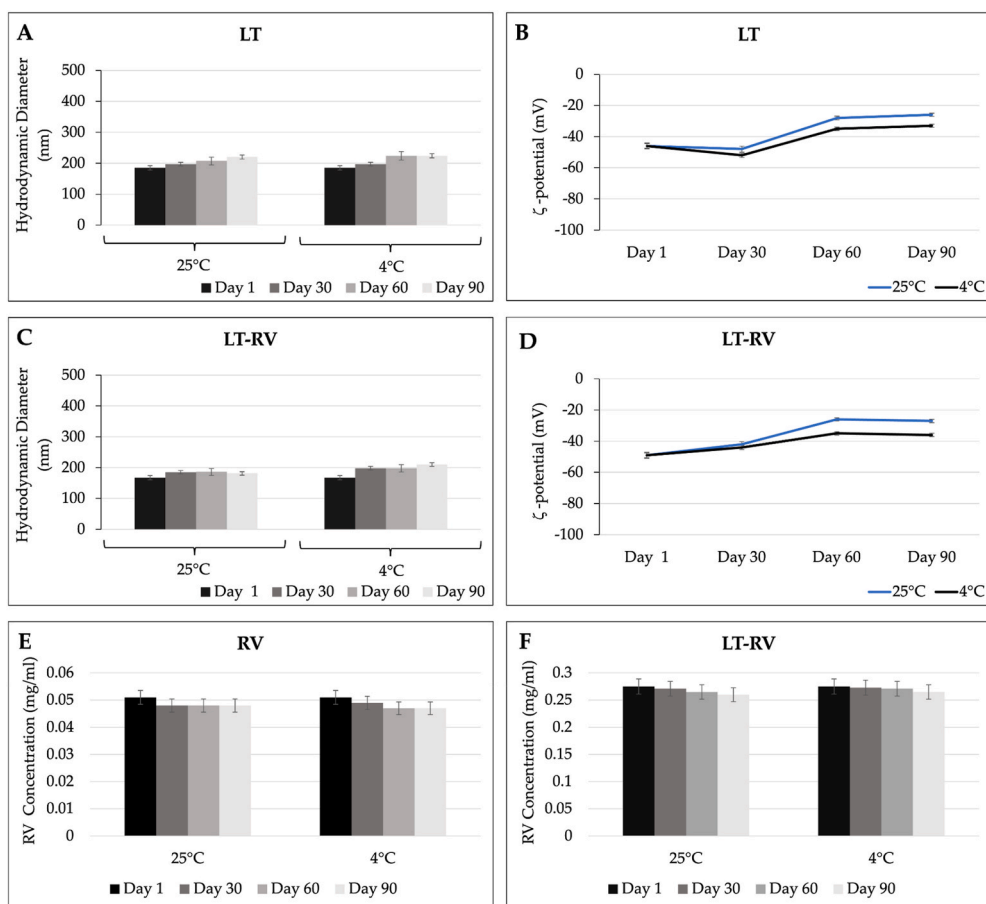 A
LT
Hydrodynamic Diameter
(nm)
500
400
300
200
100
0
25°C
4°C
Day 1 Day 30 Day 60 Day 90
B
LT
ζ -potential (mV)
0
-20
-40
-60
-80
-100
Day 1 Day 30 Day 60 Day 90
25°C 4°C
C
LT-RV
Hydrodynamic Diameter
(nm)
500
400
300
200
100
0
25°C
4°C
Day 1 Day 30 Day 60 Day 90
D
LT-RV
ζ -potential (mV)
0
-20
-40
-60
-80
-100
Day 1 Day 30 Day 60 Day 90
25°C 4°C
E
RV
RV Concentration (mg/ml)
0.06
0.05
0.04
0.03
0.02
0.01
0
25°C 4°C
Day 1 Day 30 Day 60 Day 90
F
LT-RV
RV Concentration (mg/ml)
0.3
0.25
0.2
0.15
0.1
0.05
0
25°C 4°C
Day 1 Day 30 Day 60 Day 90